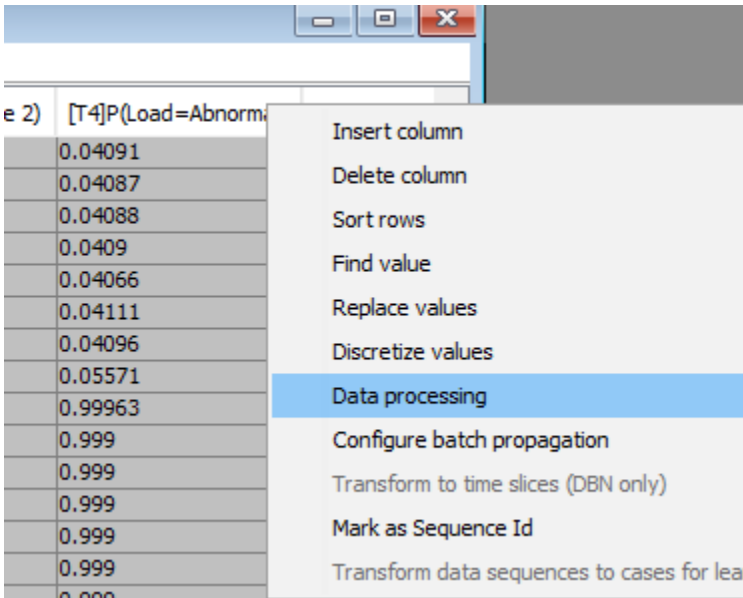 e 2) [T4]P(Load=Abnorma
Insert column
0.04091
Delete column
0.04087
0.04088
Sort rows
0.0409
Find value
0.04066
0.04111
Replace values
0.04096
Discretize values
0.05571
Data processing
0.99963
0.999
Configure batch propagation
0.999
Transform to time slices (DBN only)
0.999
Mark as Sequence Id
0.999
0.999
Transform data sequences to cases for lea
0.999